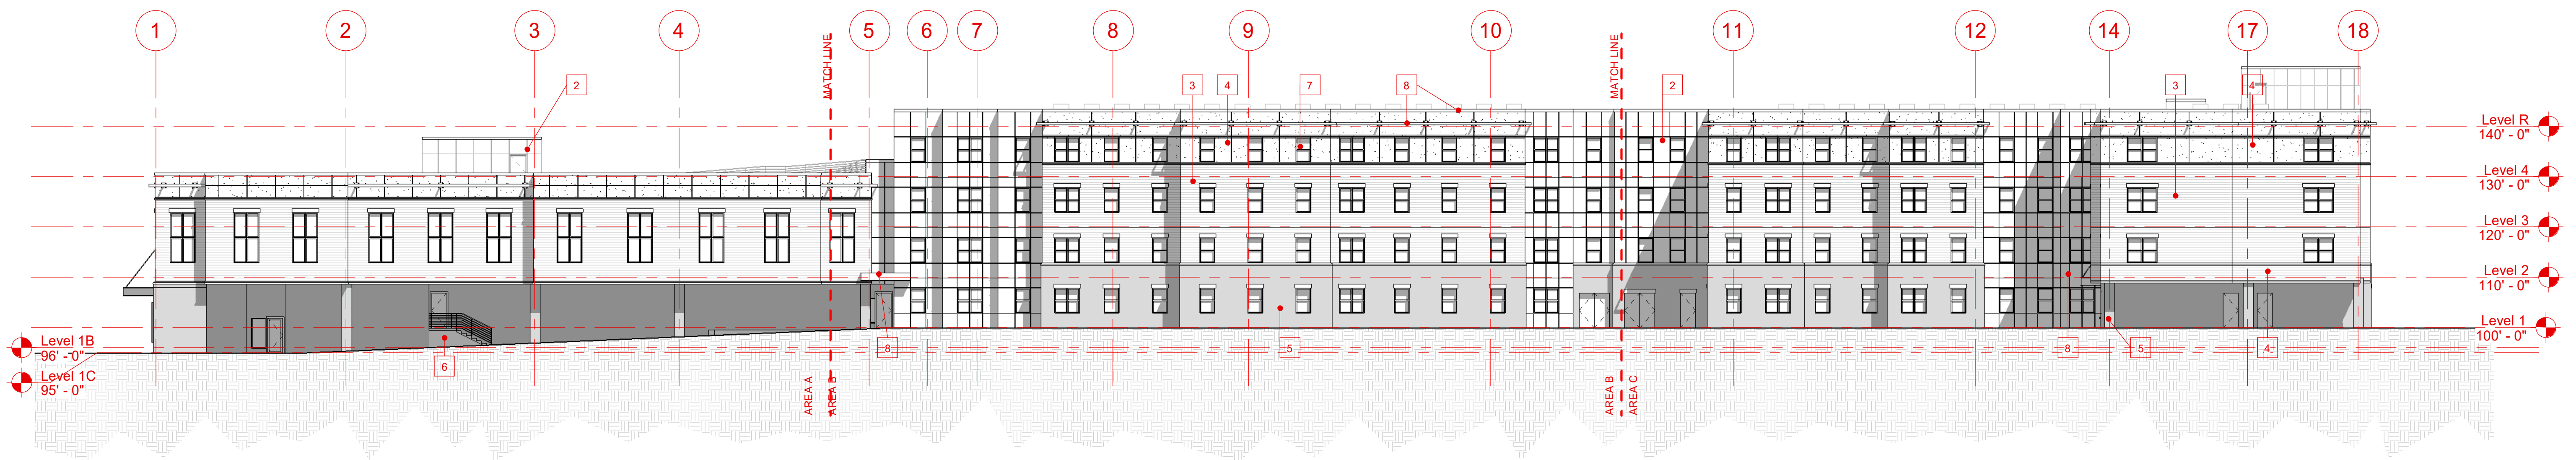 1
2
3
4
5
6
7
8
9
10
11
12
14
17
18
MATCH LINE
MATCH LINE
2
3
4
7
8
2
3
4
Level R
140' - 0"
Level 4
130' - 0"
Level 3
120' - 0"
Level 2
110' - 0"
Level 1
100' - 0"
Level 1B
96' - 0"
Level 1C
95' - 0"
6
8
5
8
5
4
AREA A
AREA B
AREA B
AREA C